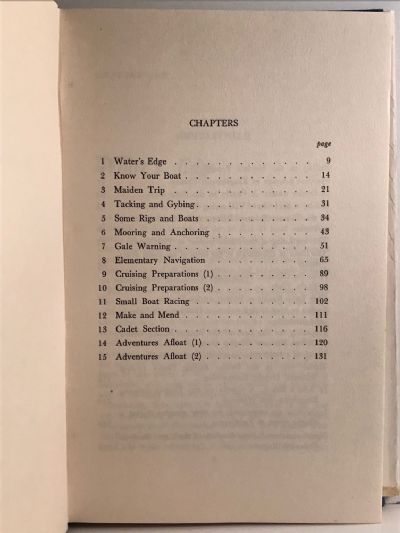 CHAPTERS
page
1 Water's Edge . . . . . . . . . . . . . 9
2 Know Your Boat . . . . . . . . . . . . 14
3 Maiden Trip . . . . . . . . . . . . . 21
4 Tacking and Gybing . . . . . . . . . . . 31
5 Some Rigs and Boats . . . . . . . . . . 34
6 Mooring and Anchoring . . . . . . . . . 43
7 Gale Warning . . . . . . . . . . . . . 51
8 Elementary Navigation . . . . . . . . . 65
9 Cruising Preparations (1) . . . . . . . . . 89
10 Cruising Preparations (2) . . . . . . . . . 98
11 Small Boat Racing . . . . . . . . . . . 102
12 Make and Mend . . . . . . . . . . . . 111
13 Cadet Section . . . . . . . . . . . . . 116
14 Adventures Afloat (1) . . . . . . . . . . 120
15 Adventures Afloat (2) . . . . . . . . . . 131